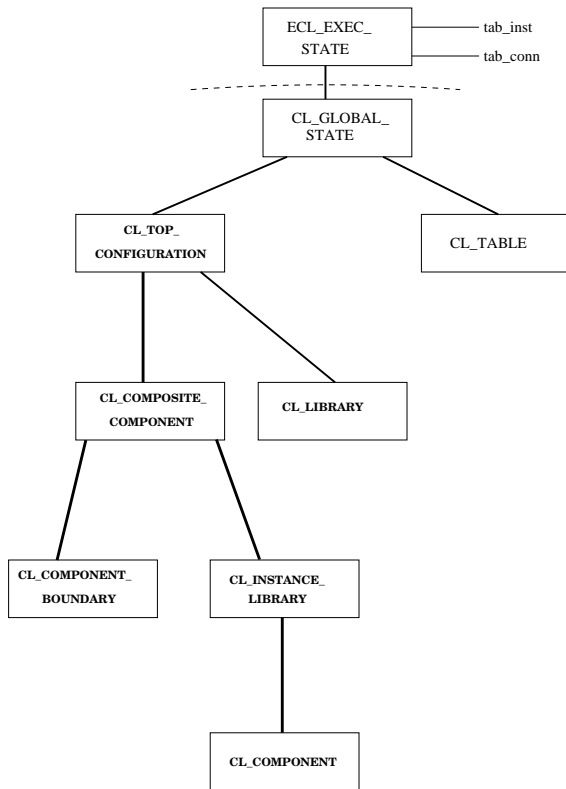 ECL_EXEC_
STATE
tab_inst
tab_conn
CL_GLOBAL_
STATE
CL_TOP_
CONFIGURATION
CL_TABLE
CL_COMPOSITE_
COMPONENT
CL_LIBRARY
CL_COMPONENT_
BOUNDARY
CL_INSTANCE_
LIBRARY
CL_COMPONENT